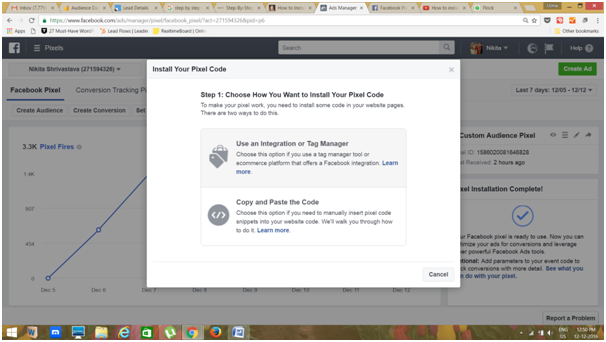 Inbox (7,771
Audience Co
Lead Details
step by step
Step-By-Ste
How to Inst
Ads Manager
Facebook P
How to inst
Flock
https://www.facebook.com/ads/manager/pixel/facebook_pixel/?act=271594326&pid=p6
Apps
Bookmarks
27 Must-Have Word
Lead Flows | Leader
RealtimeBoard | Onli
Other bookmarks
Pixels
Search
Nikita
Help
Nikita Shrivastava (271594326)
Create Ad
Facebook Pixel
Conversion Tracking Pi
Last 7 days: 12/05 - 12/12
Create Audience
Create Conversion
Set
3.3K Pixel Fires
1.4K
907
454
0
Dec 5
Dec 6
Dec 7
Dec 8
Dec 9
Dec 10
Dec 11
Install Your Pixel Code
Step 1: Choose How You Want to Install Your Pixel Code
To make your pixel work, you need to install some code in your website pages.
There are two ways to do this.
Use an Integration or Tag Manager
Choose this option if you use a tag manager tool or
ecommerce platform that offers a Facebook integration. Learn
more.
Copy and Paste the Code
Choose this option if you need to manually insert pixel code
snippets into your website code. We'll walk you through how
to do it. Learn more.
Cancel
Custom Audience Pixel
ID: 1586020081646828
Received: 2 hours ago
xel Installation Complete!
Facebook pixel is ready to use. Now you can
timize your ads for conversions and leverage
er powerful Facebook Ads tools.
tional: Add parameters to your event code to
ck conversions with more detail. See what you
do with your pixel.
Report a Problem
ENG
US
12:50 PM
12-12-2016